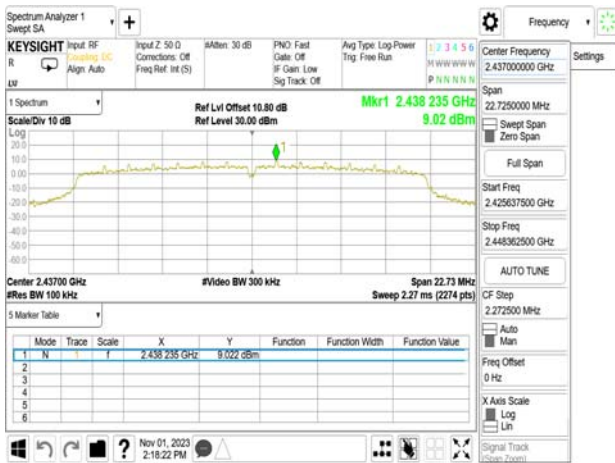 Spectrum Analyzer 1
Swept SA
Frequency
KEYSIGHT
Input: RF
Coupling: DC
Align: Auto
Input Z: 50 Ω
Corrections: Off
Freq Ref: Int (S)
#Atten: 30 dB
PNO: Fast
Gate: Off
IF Gain: Low
Sig Track: Off
Avg Type: Log-Power
Trig: Free Run
1 2 3 4 5 6
M W W W W W
P N N N N N
R
LXI
1 Spectrum
Scale/Div 10 dB
Ref Lvl Offset 10.80 dB
Ref Level 30.00 dBm
Mkr1 2.438 235 GHz
9.02 dBm
Log
20.0
10.0
0.00
-10.0
-20.0
-30.0
-40.0
-50.0
-60.0
1
Center 2.43700 GHz
#Res BW 100 kHz
#Video BW 300 kHz
Span 22.73 MHz
Sweep 2.27 ms (2274 pts)
5 Marker Table
Mode Trace Scale X Y Function Function Width Function Value
1 N 1 f 2.438 235 GHz 9.022 dBm
2
3
4
5
6
Nov 01, 2023
2:18:22 PM
Center Frequency
2.437000000 GHz
Settings
Span
22.7250000 MHz
Swept Span
Zero Span
Full Span
Start Freq
2.425637500 GHz
Stop Freq
2.448362500 GHz
AUTO TUNE
CF Step
2.272500 MHz
Auto
Man
Freq Offset
0 Hz
X Axis Scale
Log
Lin
Signal Track
(Span Zoom)